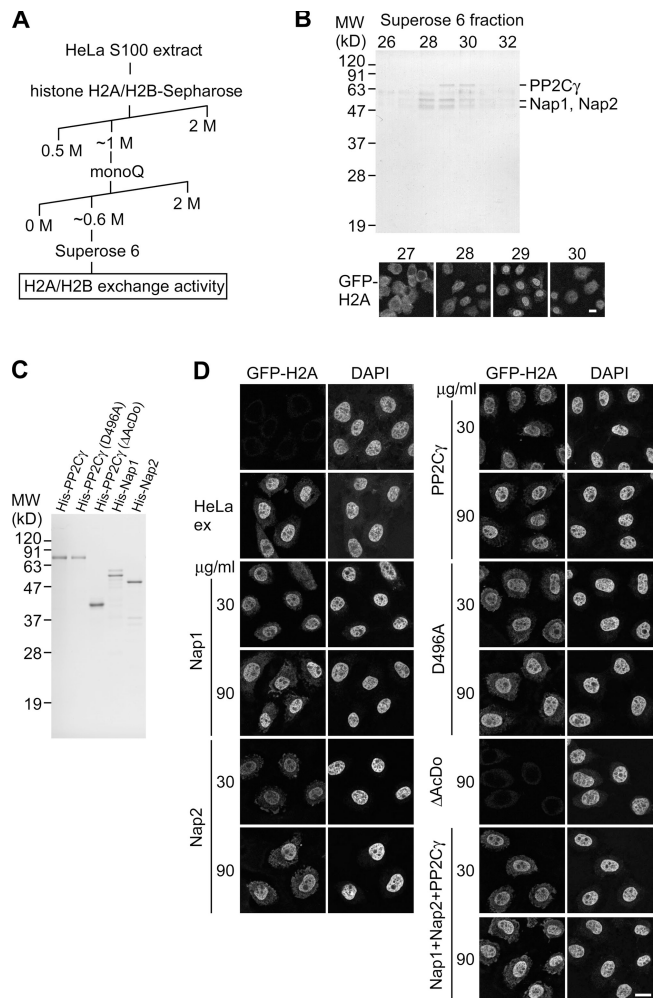 A
HeLa S100 extract
histone H2A/H2B-Sepharose
0.5 M ~1 M 2 M
monoQ
0 M ~0.6 M 2 M
Superose 6
H2A/H2B exchange activity
B
MW
(kD)
Superose 6 fraction
26 28 30 32
120
91
63
47
37
28
19
PP2Cγ
Nap1, Nap2
27 28 29 30
GFP-
H2A
C
His-PP2Cγ
His-PP2Cγ (D496A)
His-PP2Cγ (ΔAcDo)
His-Nap1
His-Nap2
MW
(kD)
120
91
63
47
37
28
19
D
GFP-H2A DAPI
HeLa
ex
μg/ml
Nap1
30
90
Nap2
30
90
GFP-H2A DAPI
μg/ml
PP2Cγ
30
90
D496A
30
90
ΔAcDo
90
Nap1+Nap2+PP2Cγ
30
90